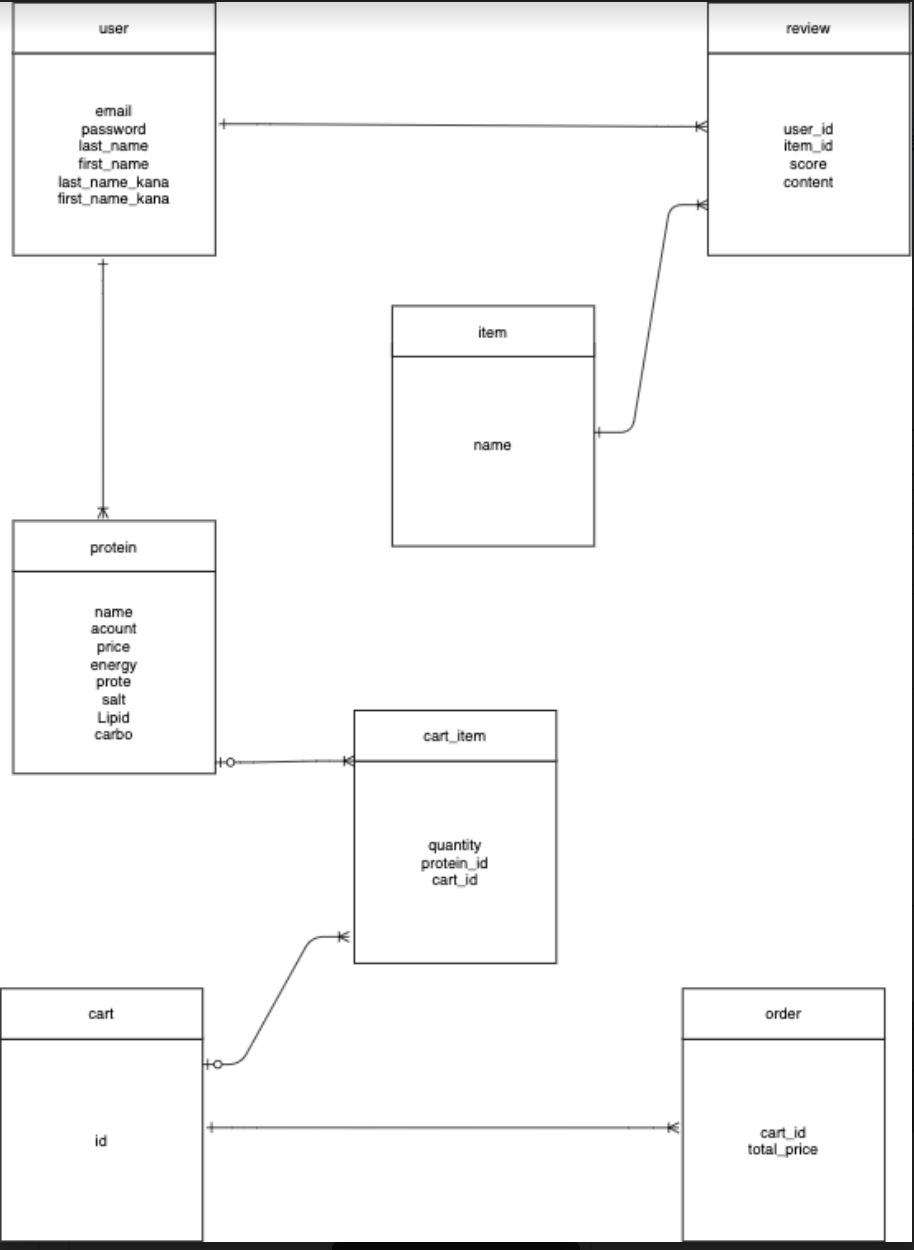 user
email
password
last_name
first_name
last_name_kana
first_name_kana
review
user_id
item_id
score
content
item
name
protein
name
acount
price
energy
prote
salt
Lipid
carbo
cart_item
quantity
protein_id
cart_id
cart
id
order
cart_id
total_price